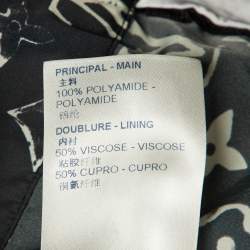 PRINCIPAL - MAIN
主料
100% POLYAMIDE -
POLYAMIDE
锦纶
DOUBLURE - LINING
内衬
50% VISCOSE - VISCOSE
粘胶纤维
50% CUPRO - CUPRO
铜氨纤维